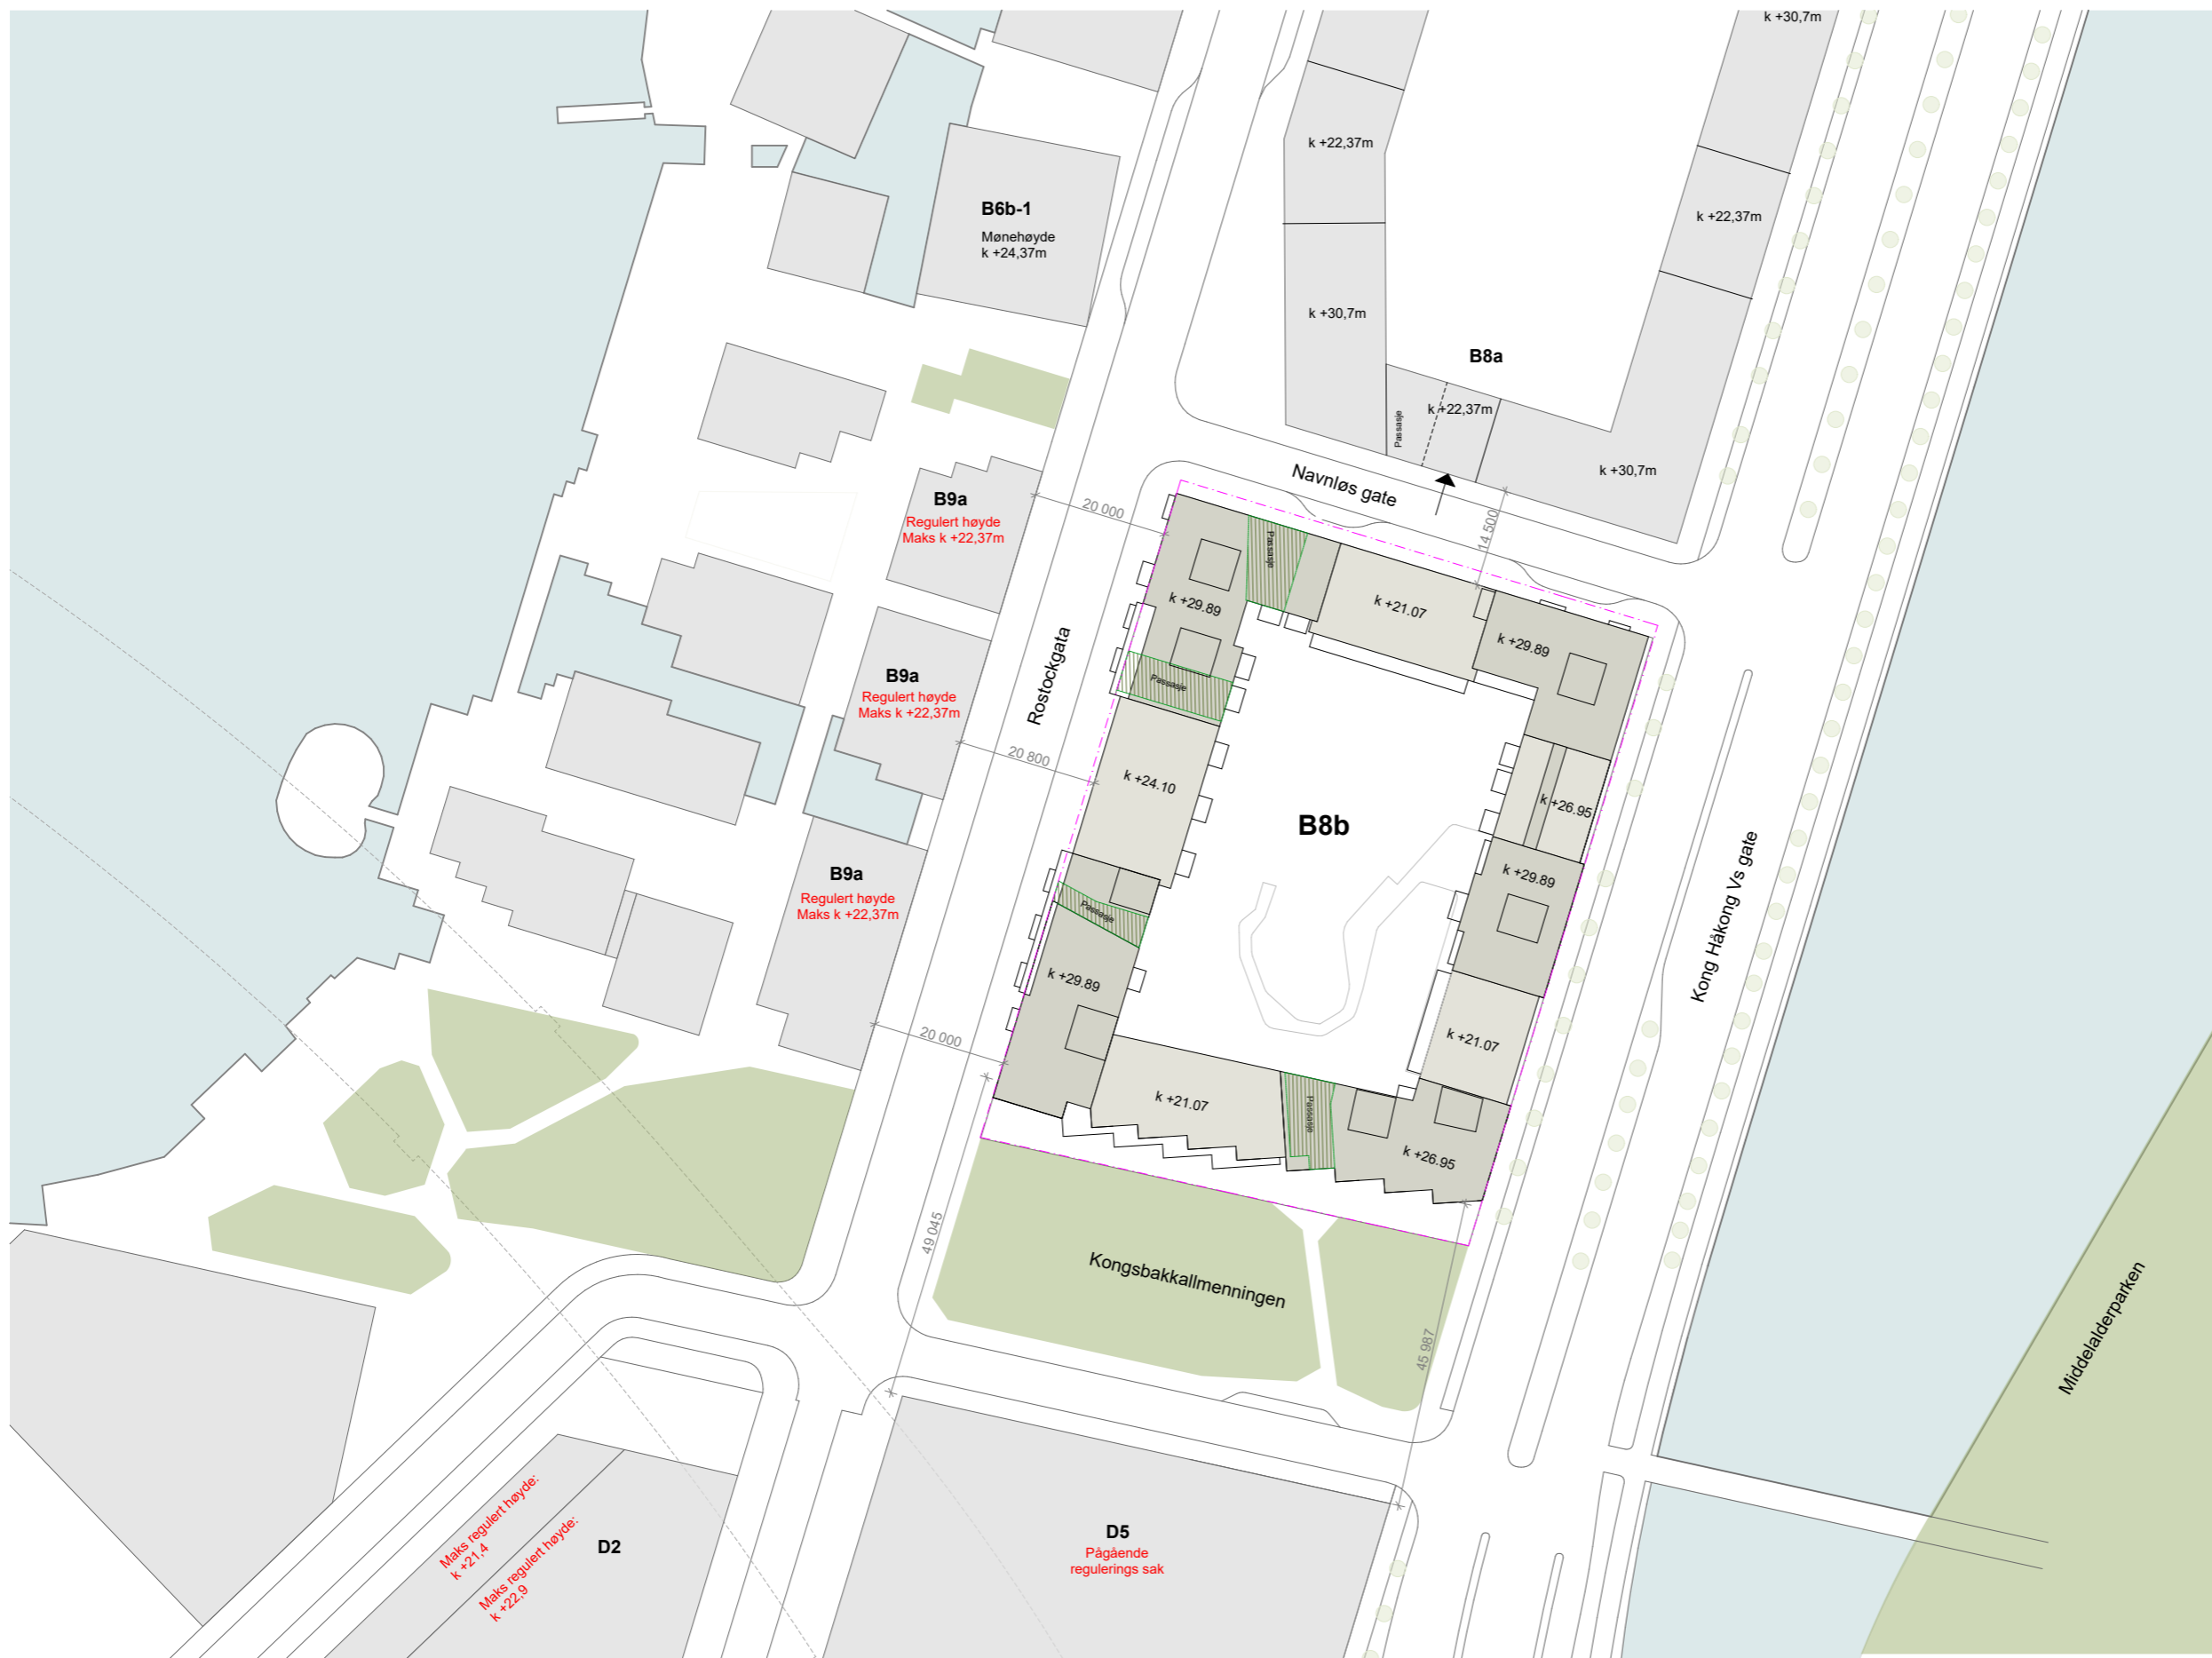 k +30,7m
k +22,37m
B6b-1
Mønehøyde
k +24,37m
k +22,37m
k +30,7m
B8a
k +22,37m
Passasje
k +30,7m
Navnløs gate
B9a
Regulert høyde
Maks k +22,37m
20 000
14 500
Passasje
k +29.89
k +21.07
k +29.89
Rostockgata
B9a
Regulert høyde
Maks k +22,37m
Passasje
20 800
k +24.10
k +26.95
B8b
B9a
Regulert høyde
Maks k +22,37m
k +29.89
Passasje
Kong Håkong Vs gate
k +29.89
20 000
k +21.07
k +21.07
Passasje
k +26.95
49 045
Kongsbakkallmenningen
45 987
Middelalderparken
Maks regulert høyde:
k +21,4
Maks regulert høyde:
k +22,9
D2
D5
Pågående
regulerings sak